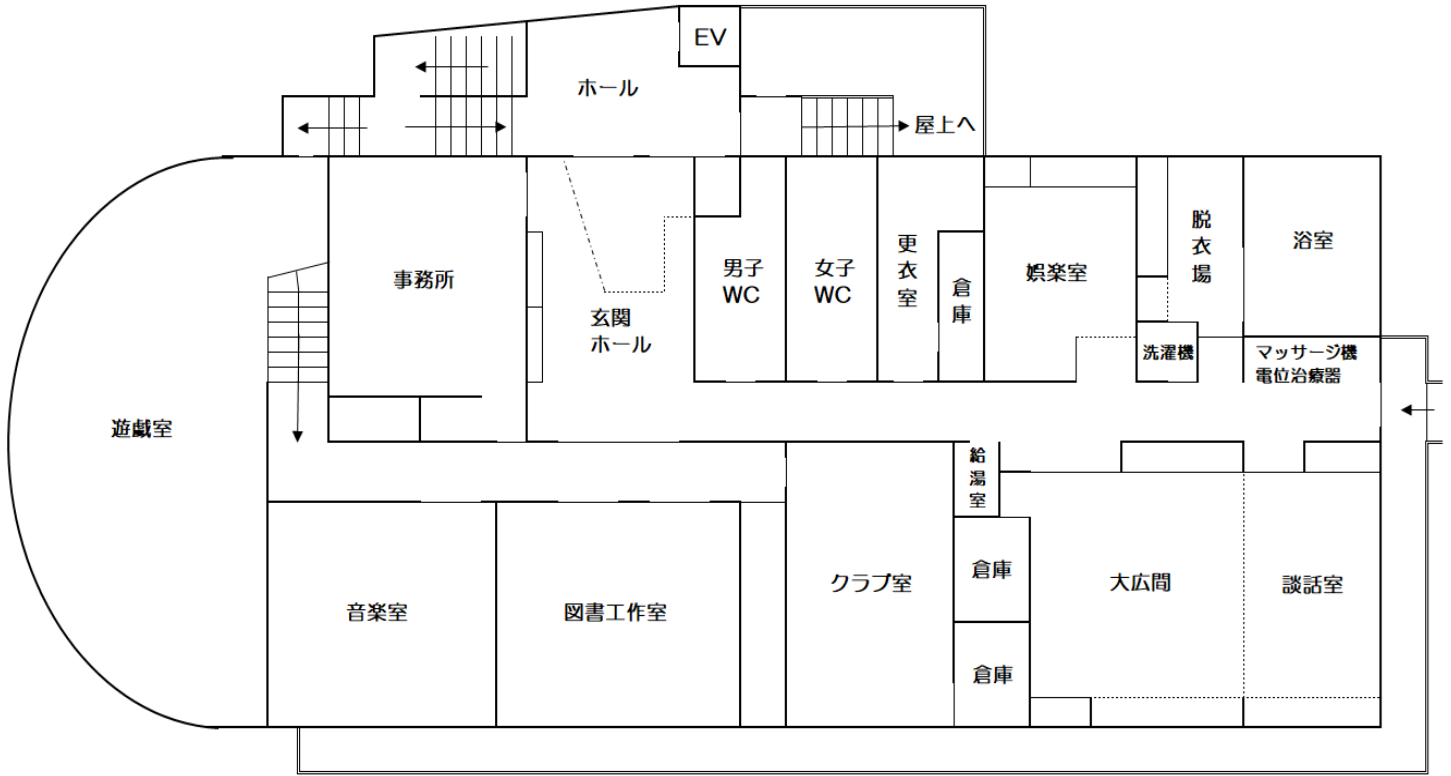 EV
ホール
屋上へ
事務所
玄関
ホール
男子
WC
女子
WC
更衣室
倉庫
娯楽室
脱衣場
浴室
洗濯機
マッサージ機
電位治療器
遊戯室
給湯室
音楽室
図書工作室
クラブ室
倉庫
倉庫
大広間
談話室